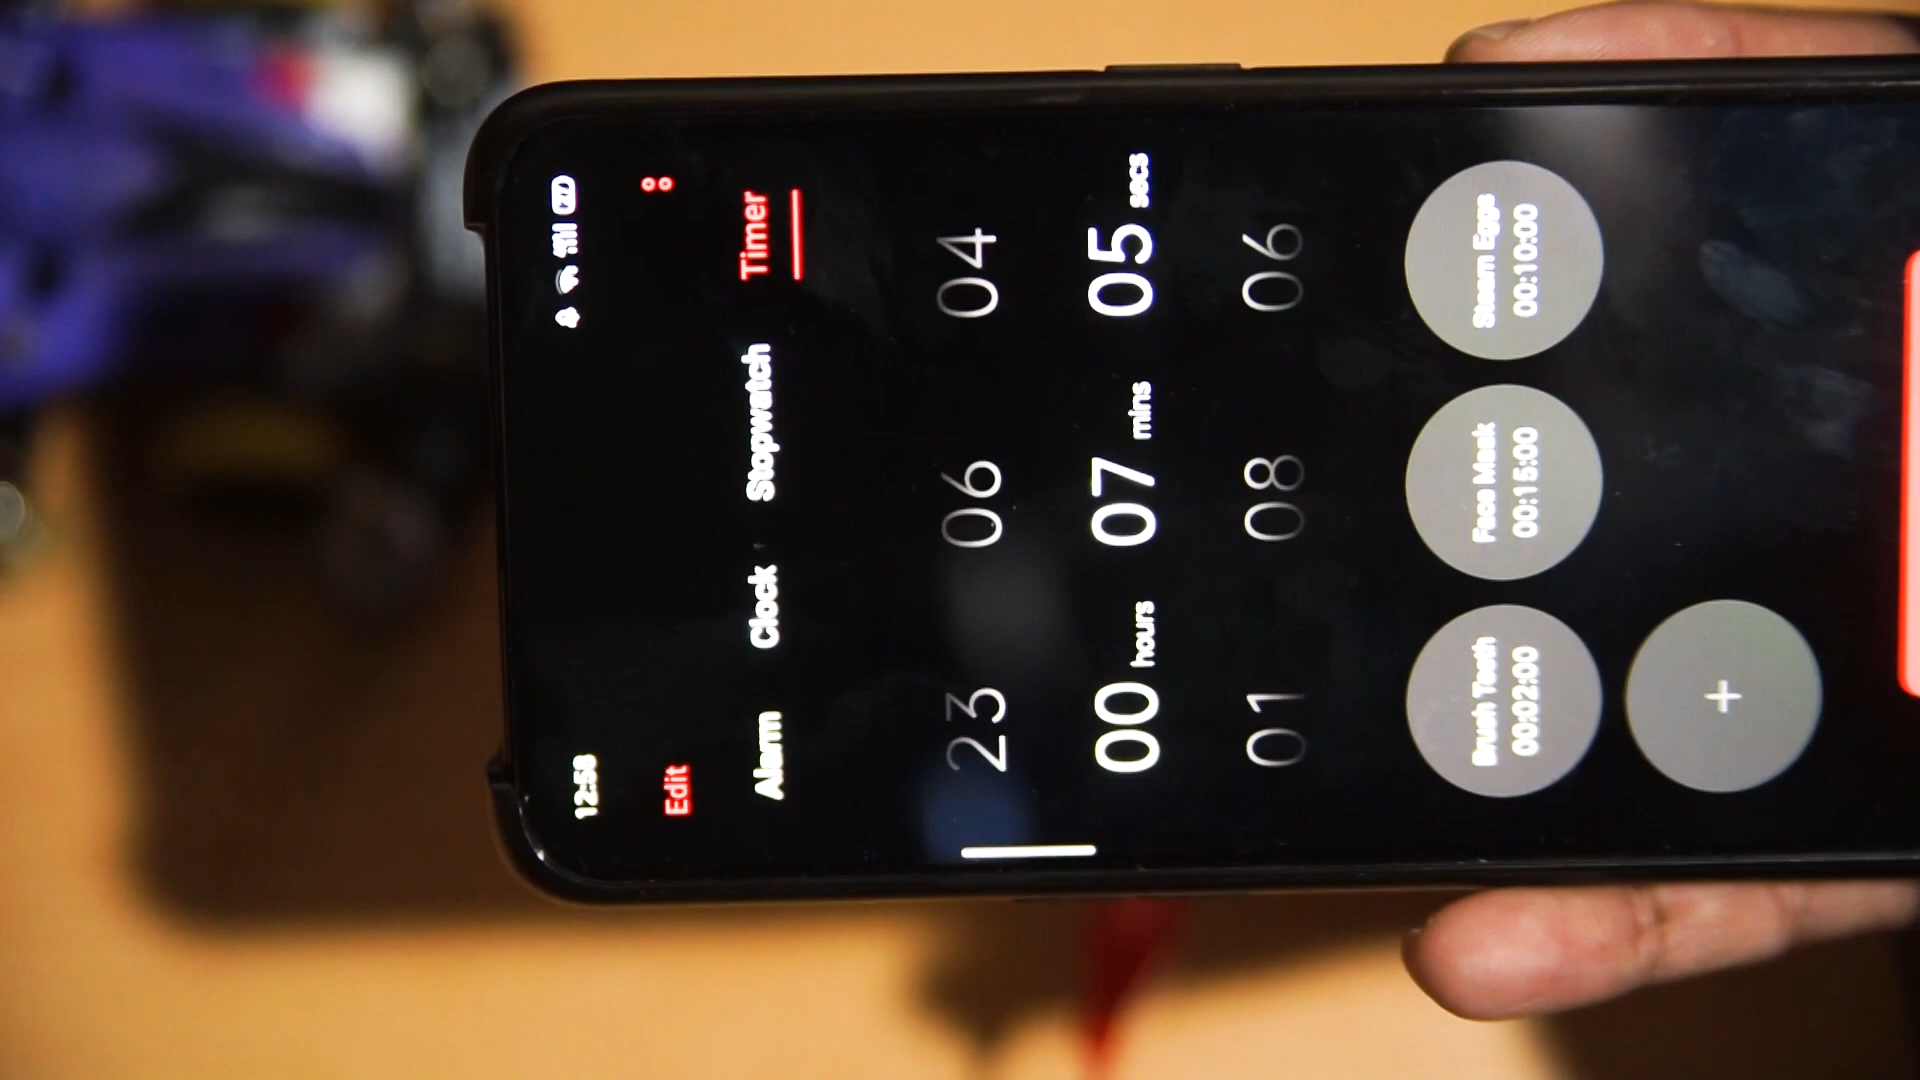 12:58
Edit
Alarm Clock Stopwatch Timer
23 06 04
00 hours 07 mins 05 secs
01 08 06
Brush Teeth Face Mask Steam Eggs
00:02:00 00:15:00 00:10:00
+